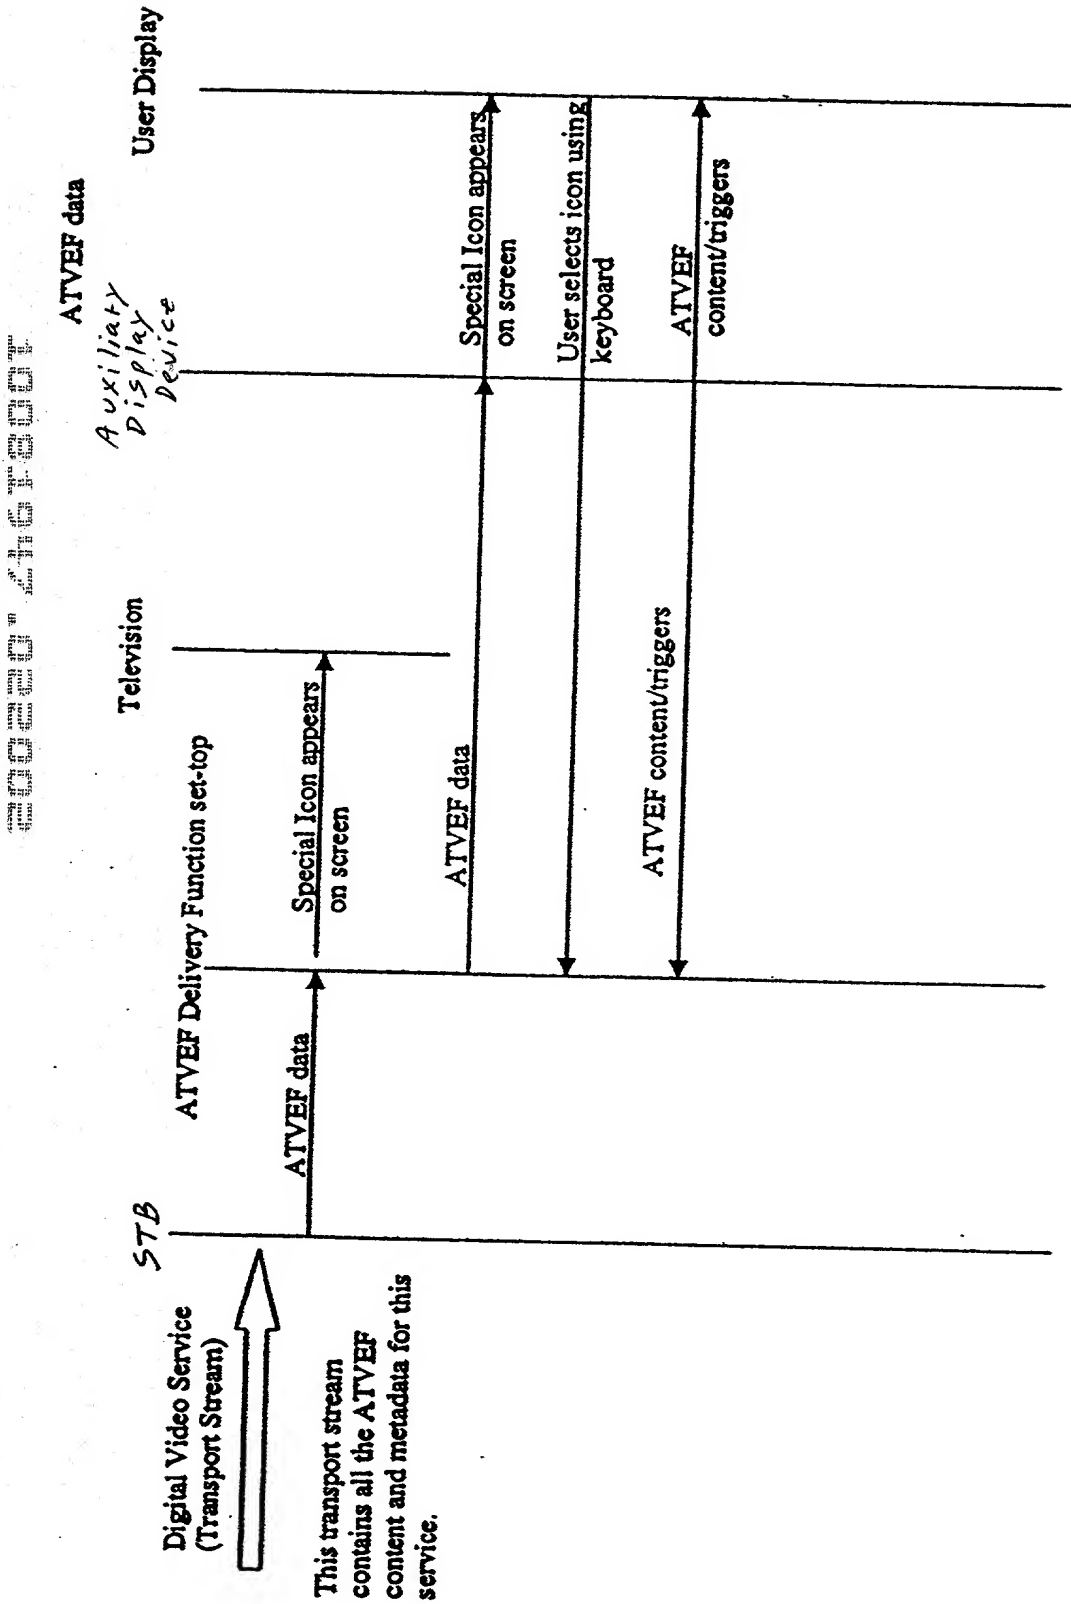 ATVEF data
STB
ATVEF Delivery Function set-top
Television
Auxiliary
Display
Device
User Display
Digital Video Service
(Transport Stream)
This transport stream
contains all the ATVEF
content and metadata for this
service.
ATVEF data
Special Icon appears
on screen
ATVEF data
Special Icon appears
on screen
User selects icon using
keyboard
ATVEF content/triggers
ATVEF
content/triggers